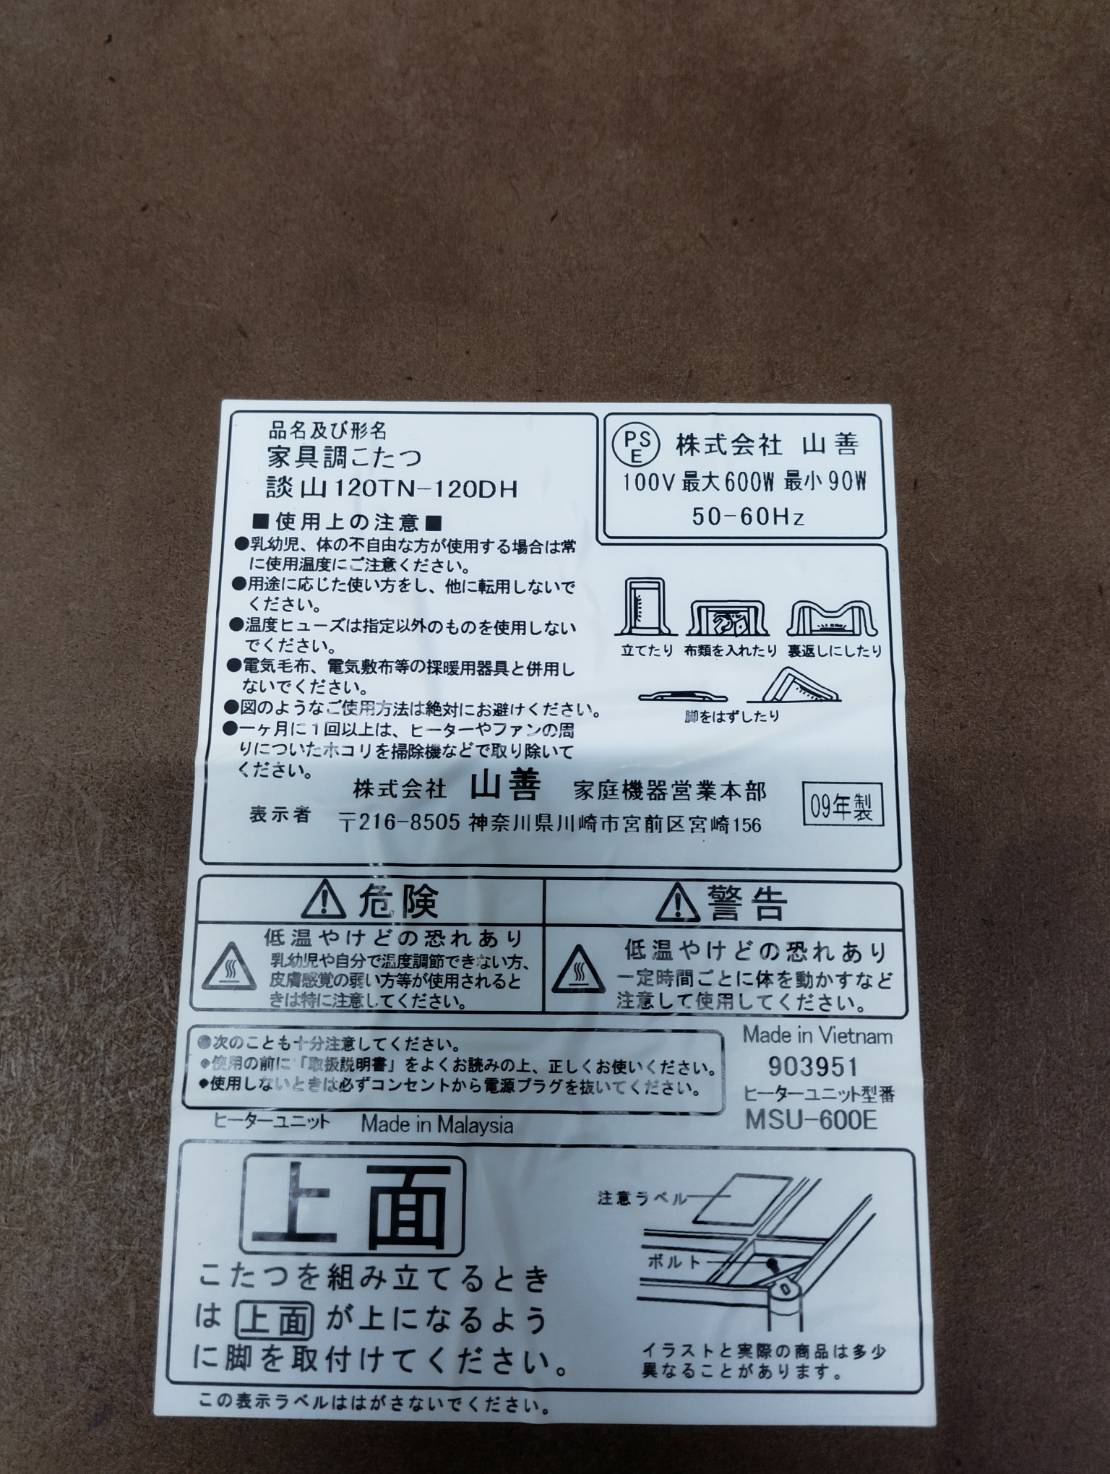 品名及び形名
家具調こたつ
談山120TN-120DH
■使用上の注意■
●乳幼児、体の不自由な方が使用する場合は常
に使用温度にご注意ください。
●用途に応じた使い方をし、他に転用しないで
ください。
●温度ヒューズは指定以外のものを使用しない
でください。
●電気毛布、電気敷布等の採暖用器具と併用し
ないでください。
●図のようなご使用方法は絶対にお避けください。
●一ヶ月に1回以上は、ヒーターやファンの周
りについたホコリを掃除機などで取り除いて
ください。
PSE 株式会社 山善
100V 最大600W 最小90W
50-60Hz
立てたり 布類を入れたり 裏返しにしたり
脚をはずしたり
株式会社 山善 家庭機器営業本部
表示者 〒216-8505 神奈川県川崎市宮前区宮崎156
09年製
危険
低温やけどの恐れあり
乳幼児や自分で温度調節できない方、
皮膚感覚の弱い方等が使用されると
きは特に注意してください。
警告
低温やけどの恐れあり
一定時間ごとに体を動かすなど
注意して使用してください。
●次のことも十分注意してください。
●使用の前に「取扱説明書」をよくお読みの上、正しくお使いください。
●使用しないときは必ずコンセントから電源プラグを抜いてください。
Made in Vietnam
903951
ヒーターユニット型番
MSU-600E
ヒーターユニット Made in Malaysia
上面
こたつを組み立てるとき
は 上面 が上になるよう
に脚を取付けてください。
注意ラベル
ボルト
イラストと実際の商品は多少
異なることがあります。
この表示ラベルははがさないでください。